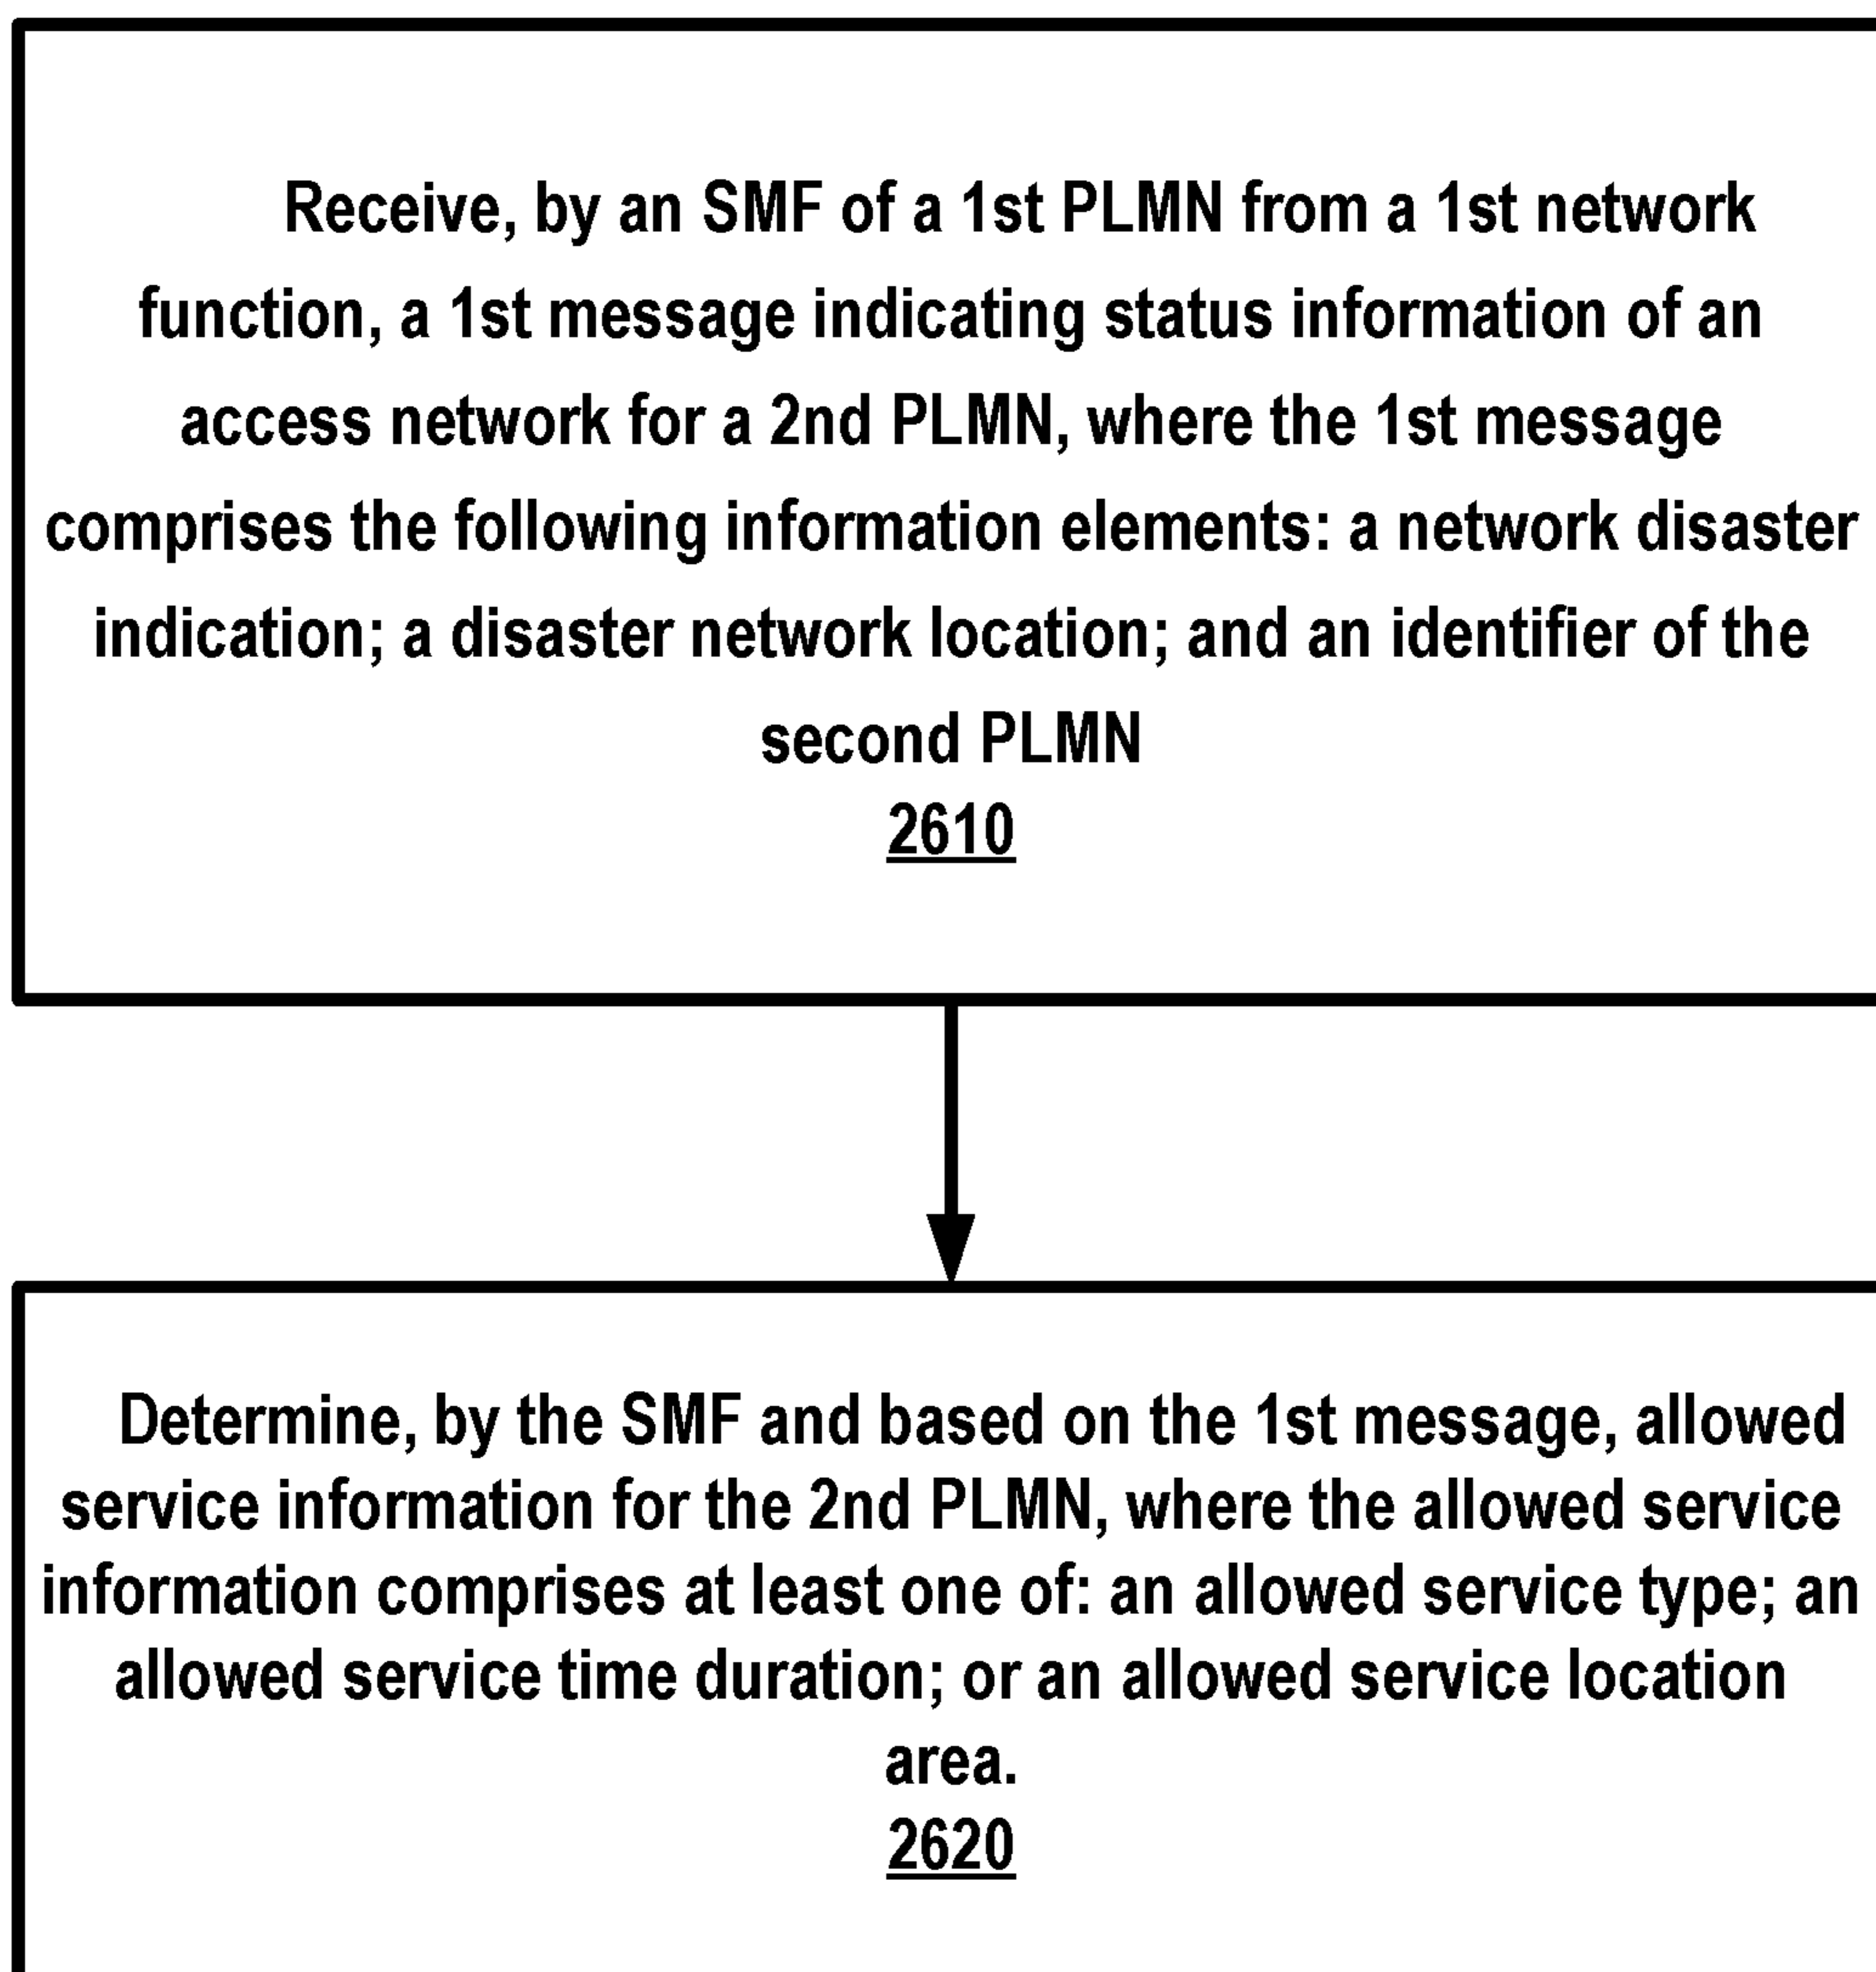 Receive, by an SMF of a 1st PLMN from a 1st network
function, a 1st message indicating status information of an
access network for a 2nd PLMN, where the 1st message
comprises the following information elements: a network disaster
indication; a disaster network location; and an identifier of the
second PLMN
2610
Determine, by the SMF and based on the 1st message, allowed
service information for the 2nd PLMN, where the allowed service
information comprises at least one of: an allowed service type; an
allowed service time duration; or an allowed service location
area.
2620